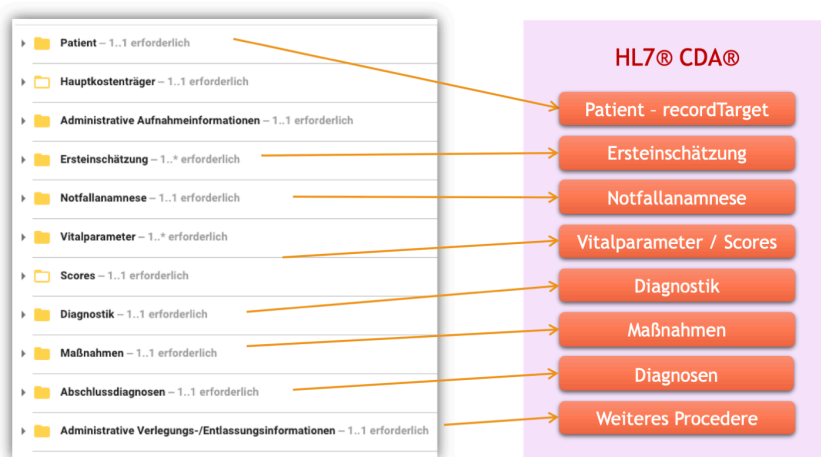 Patient – 1..1 erforderlich
Hauptkostenträger – 1..1 erforderlich
Administrative Aufnahmeinformationen – 1..1 erforderlich
Ersteinschätzung – 1..* erforderlich
Notfallanamnese – 1..1 erforderlich
Vitalparameter – 1..* erforderlich
Scores – 1..1 erforderlich
Diagnostik – 1..1 erforderlich
Maßnahmen – 1..1 erforderlich
Abschlussdiagnosen – 1..1 erforderlich
Administrative Verlegungs-/Entlassungsinformationen – 1..1 erforderlich
HL7® CDA®
Patient – recordTarget
Ersteinschätzung
Notfallanamnese
Vitalparameter / Scores
Diagnostik
Maßnahmen
Diagnosen
Weiteres Procedere